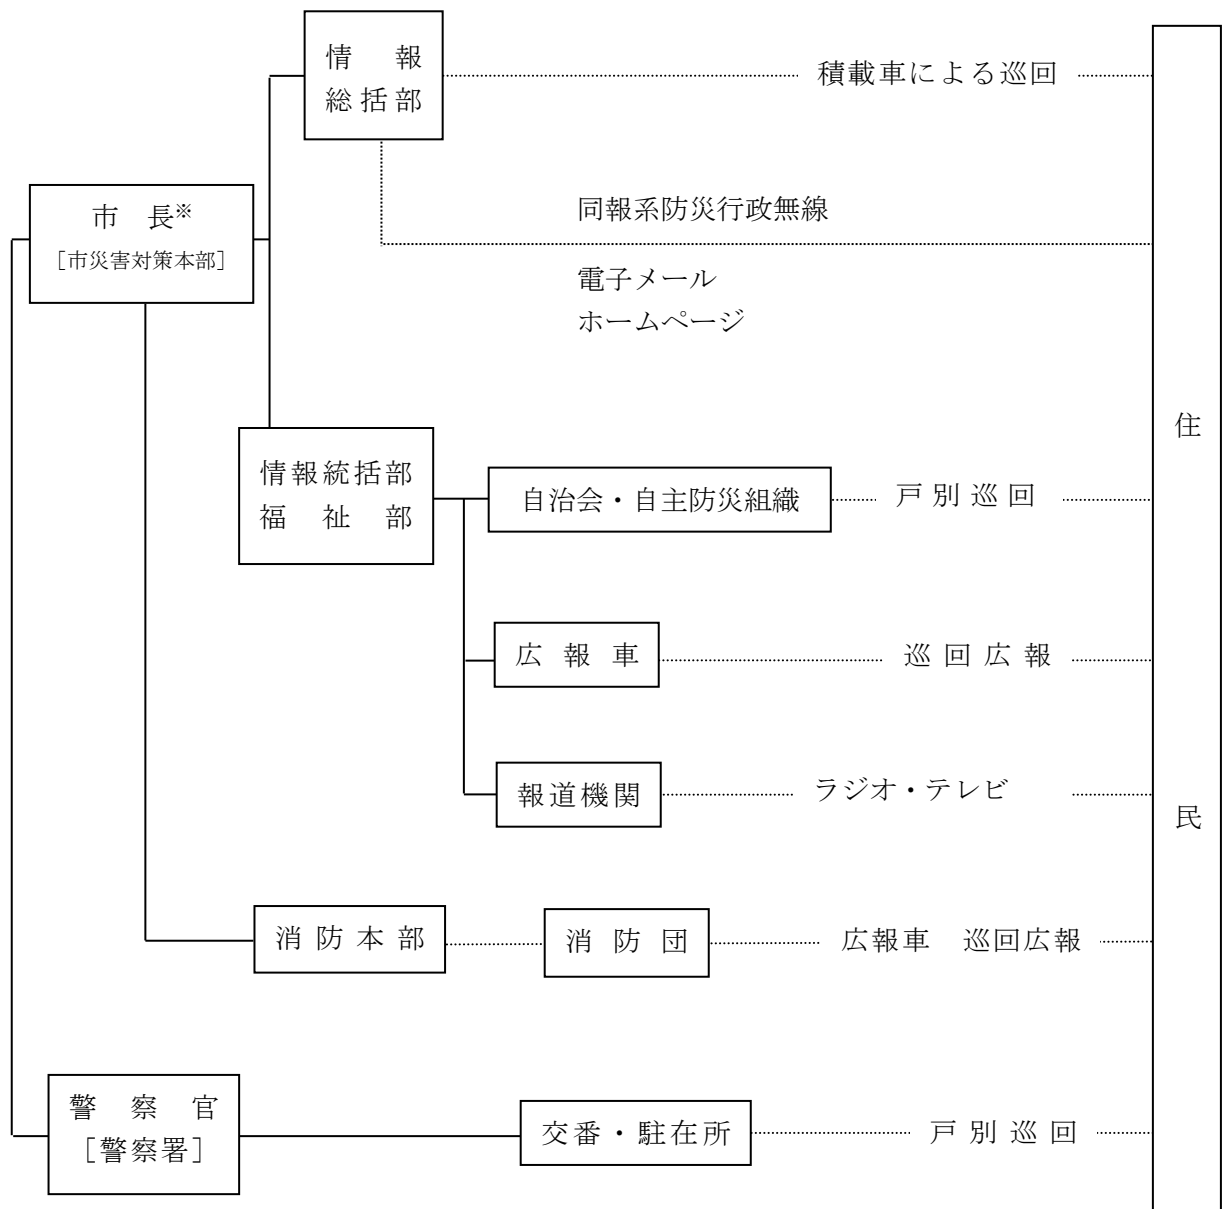 情　報
総括部
積載車による巡回
市　長※
［市災害対策本部］
同報系防災行政無線
電子メール
ホームページ
住
情報統括部
福　祉　部
自治会・自主防災組織
戸別巡回
広報車
巡回広報
報道機関
ラジオ・テレビ
民
消防本部
消防団
広報車　巡回広報
警　察　官
［警察署］
交番・駐在所
戸別巡回